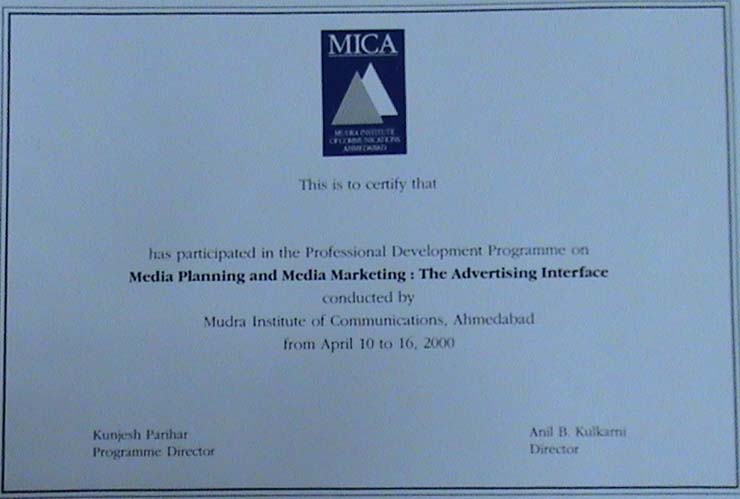 MICA
MUDRA INSTITUTE
OF COMMUNICATIONS
AHMEDABAD
This is to certify that
has participated in the Professional Development Programme on
Media Planning and Media Marketing : The Advertising Interface
conducted by
Mudra Institute of Communications, Ahmedabad
from April 10 to 16, 2000
Kunjesh Parihar
Programme Director
Anil B. Kulkarni
Director